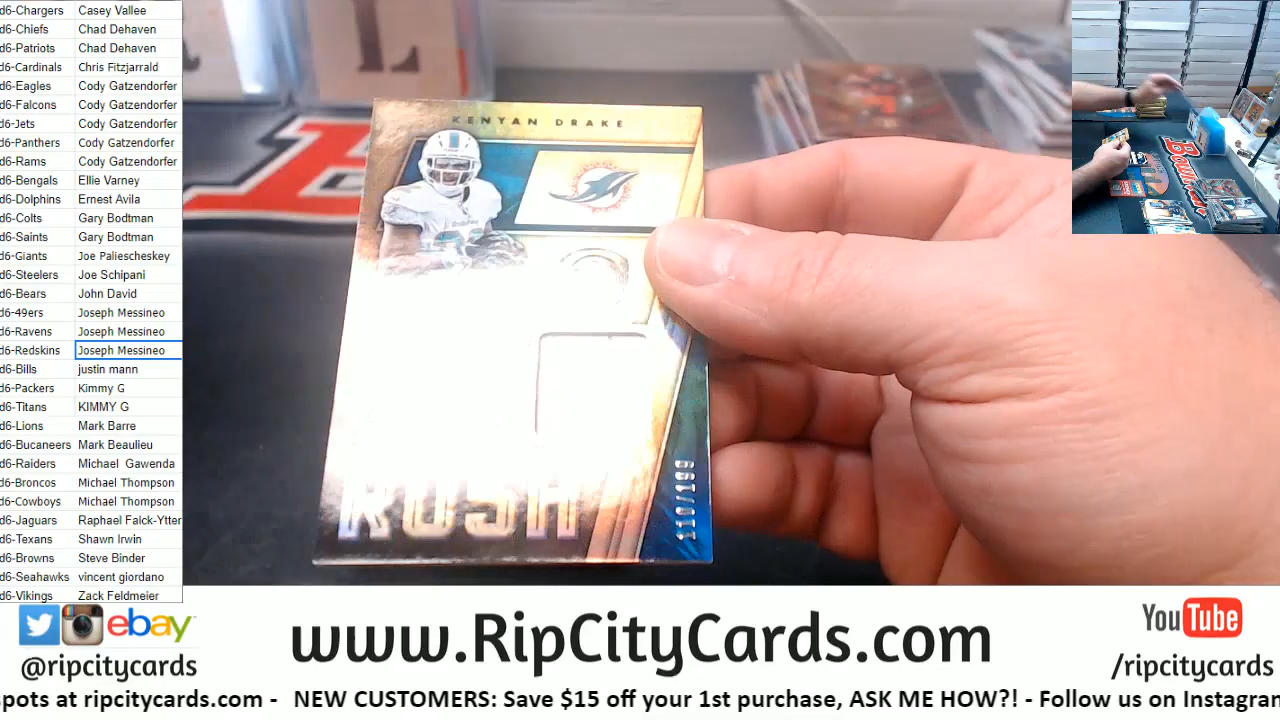 d6-Chargers Casey Vallee
d6-Chiefs Chad Dehaven
d6-Patriots Chad Dehaven
d6-Cardinals Chris Fitzjarrald
d6-Eagles Cody Gatzendorfer
d6-Falcons Cody Gatzendorfer
d6-Jets Cody Gatzendorfer
d6-Panthers Cody Gatzendorfer
d6-Rams Cody Gatzendorfer
d6-Bengals Ellie Varney
d6-Dolphins Ernest Avila
d6-Colts Gary Bodtman
d6-Saints Gary Bodtman
d6-Giants Joe Paliescheskey
d6-Steelers Joe Schipani
d6-Bears John David
d6-49ers Joseph Messineo
d6-Ravens Joseph Messineo
d6-Redskins Joseph Messineo
d6-Bills justin mann
d6-Packers Kimmy G
d6-Titans KIMMY G
d6-Lions Mark Barre
d6-Bucaneers Mark Beaulieu
d6-Raiders Michael Gawenda
d6-Broncos Michael Thompson
d6-Cowboys Michael Thompson
d6-Jaguars Raphael Falck-Ytter
d6-Texans Shawn Irwin
d6-Browns Steve Binder
d6-Seahawks vincent giordano
d6-Vikings Zack Feldmeier
KENYAN DRAKE
RUSH
110/199
ebay
@ripcitycards
www.RipCityCards.com
YouTube
/ripcitycards
spots at ripcitycards.com - NEW CUSTOMERS: Save $15 off your 1st purchase, ASK ME HOW?! - Follow us on Instagram